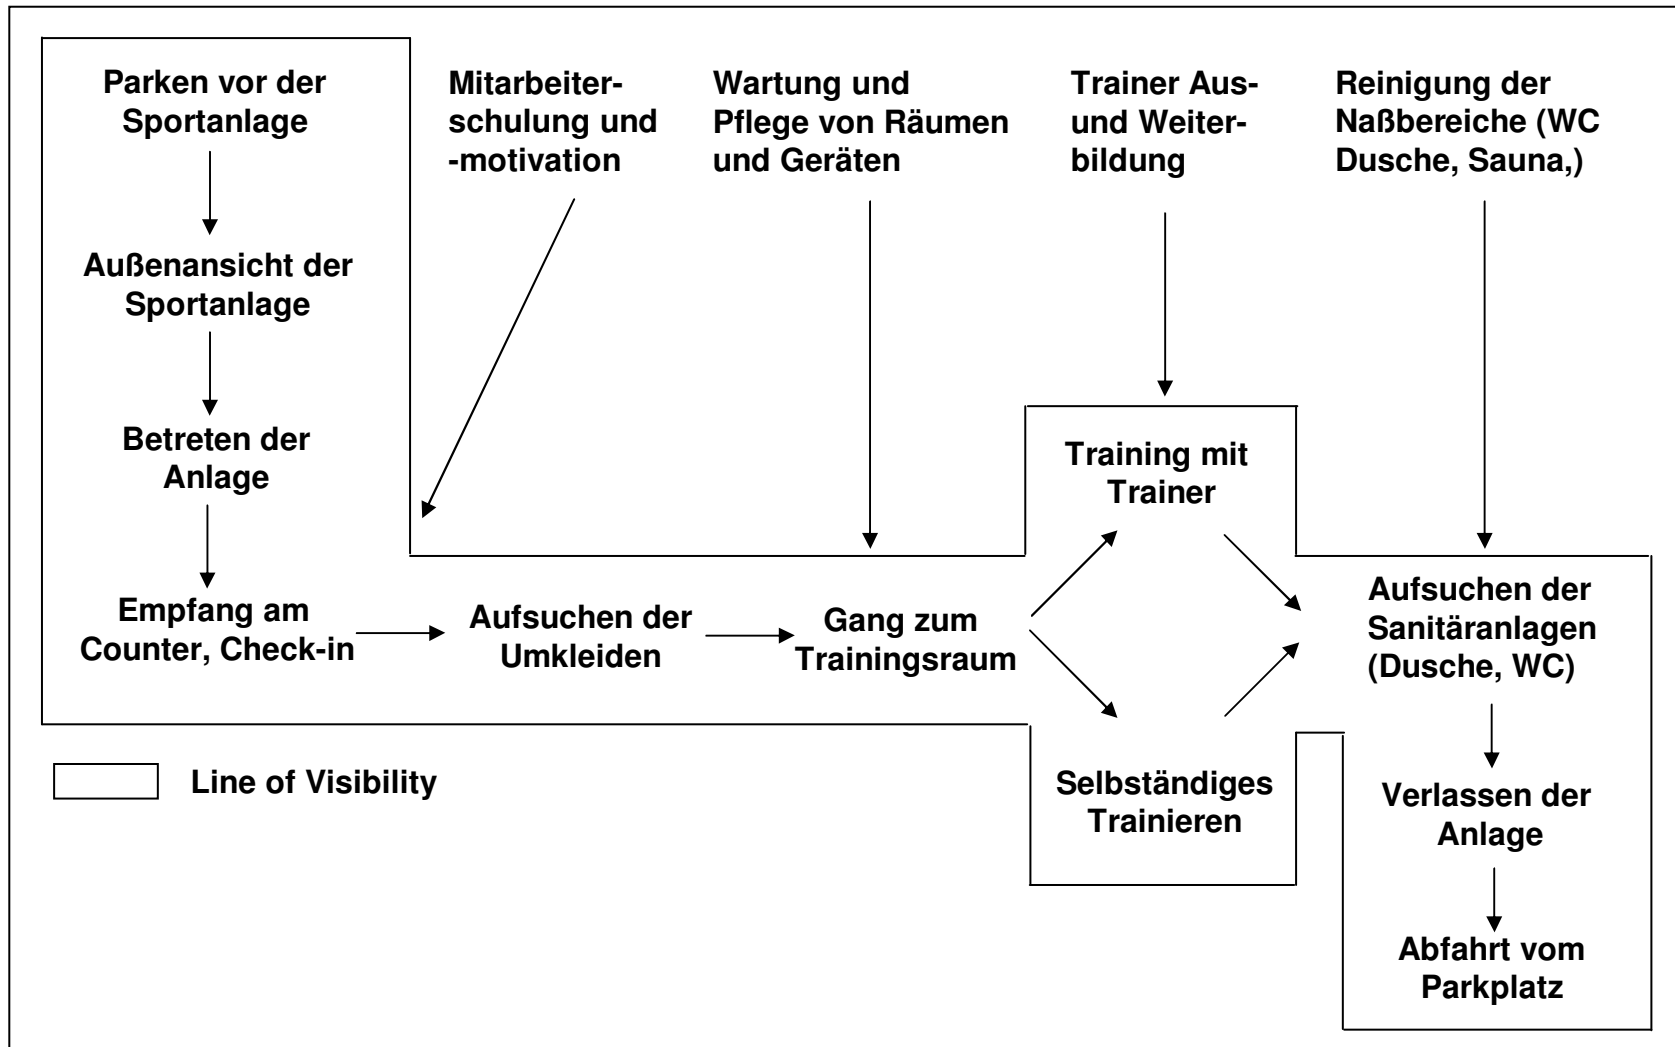 Parken vor der
Sportanlage
Außenansicht der
Sportanlage
Betreten der
Anlage
Empfang am
Counter, Check-in
Mitarbeiter-
schulung und
-motivation
Wartung und
Pflege von Räumen
und Geräten
Trainer Aus-
und Weiter-
bildung
Reinigung der
Naßbereiche (WC
Dusche, Sauna,)
Aufsuchen der
Umkleiden
Gang zum
Trainingsraum
Training mit
Trainer
Selbständiges
Trainieren
Aufsuchen der
Sanitäranlagen
(Dusche, WC)
Verlassen der
Anlage
Abfahrt vom
Parkplatz
Line of Visibility